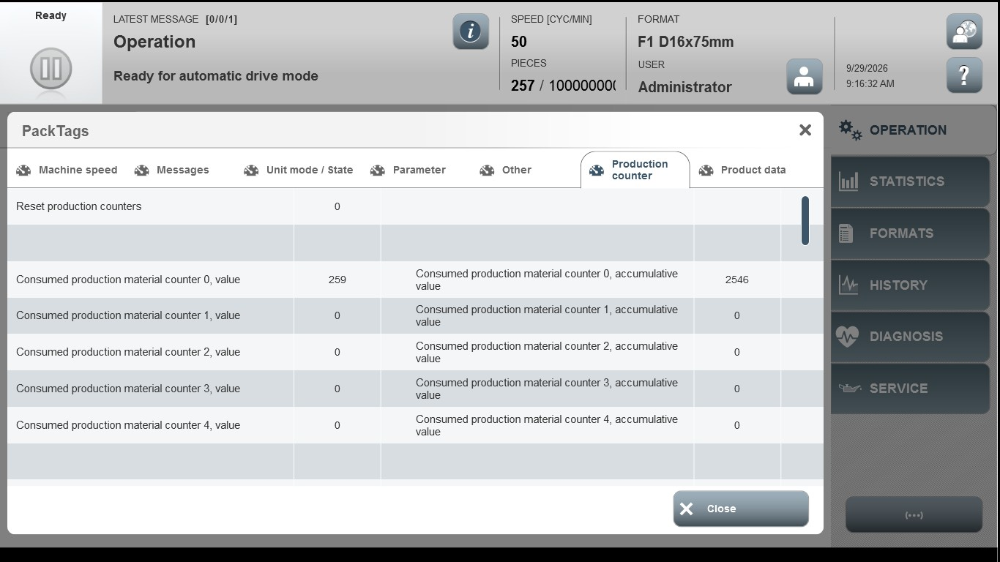 Ready
LATEST MESSAGE [0/0/1]
Operation
Ready for automatic drive mode
i
SPEED [CYC/MIN]
50
PIECES
257 / 10000000
FORMAT
F1 D16x75mm
USER
Administrator
9/29/2026
9:16:32 AM
?
PackTags
Machine speed
Messages
Unit mode / State
Parameter
Other
Production
counter
Product data
Reset production counters 0
Consumed production material counter 0, value 259
Consumed production material counter 0, accumulative
value
2546
Consumed production material counter 1, value 0
Consumed production material counter 1, accumulative
value
0
Consumed production material counter 2, value 0
Consumed production material counter 2, accumulative
value
0
Consumed production material counter 3, value 0
Consumed production material counter 3, accumulative
value
0
Consumed production material counter 4, value 0
Consumed production material counter 4, accumulative
value
0
Close
OPERATION
STATISTICS
FORMATS
HISTORY
DIAGNOSIS
SERVICE
(•••)